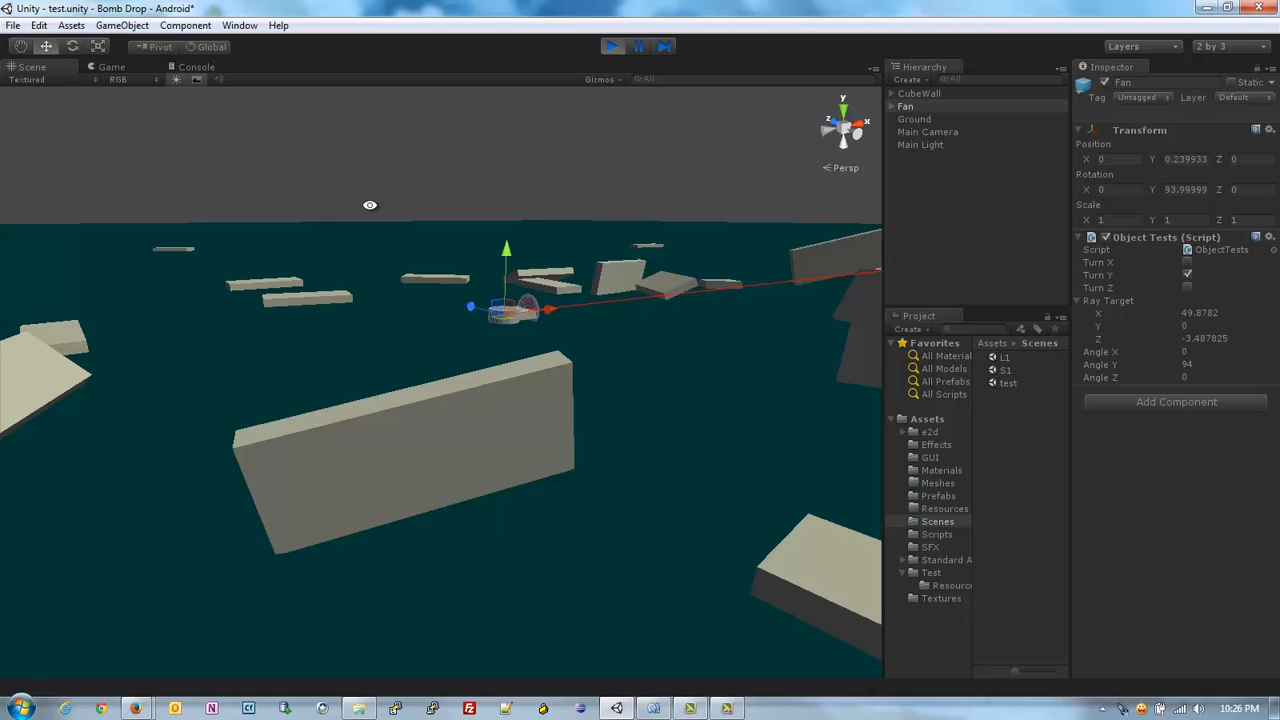 Unity - test.unity - Bomb Drop - Android*
File Edit Assets GameObject Component Window Help
Pivot Global Layers 2 by 3
Scene Game Console
Textured RGB Gizmos All
y
x
z
Persp
Hierarchy
Create All
CubeWall
Fan
Ground
Main Camera
Main Light
Project
Create
Favorites
All Material
All Models
All Prefabs
All Scripts
Assets
e2d
Effects
GUI
Materials
Meshes
Prefabs
Resources
Scenes
Scripts
SFX
Standard A
Test
Resourc
Textures
Assets Scenes
L1
S1
test
Inspector
Fan Static
Tag Untagged Layer Default
Transform
Position
X 0 Y 0.239933 Z 0
Rotation
X 0 Y 93.99999 Z 0
Scale
X 1 Y 1 Z 1
Object Tests (Script)
Script ObjectTests
Turn X
Turn Y
Turn Z
Ray Target
X 49.8782
Y 0
Z -3.487825
Angle X 0
Angle Y 94
Angle Z 0
Add Component
10:26 PM